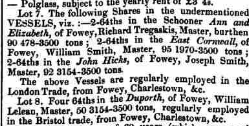 — Polglass, subject to the yearly rent of £3 4s.
Lot 7. The following Shares in the undermentioned
VESSELS, viz. :—2-64ths in the Schooner Ann and
Elizabeth, of Fowey, Richard Tregaskis, Master, burthen
90 478-3500 tons; 2-64ths in the East Cornwall, of
Fowey, William Smith, Master, 95 1970-3500 tons;
2-64ths in the John Hicks, of Fowey, Joseph Smith,
Master, 92 3154-3500 tons.
The above Vessels are regularly employed in the
London Trade, from Fowey, Charlestown, &c.
Lot 8. Four 64ths in the Duporth, of Fowey, William
Lelean, Master, 50 3154-3500 tons, regularly employed
in the Bristol trade, from Fowey, Charlestown, &c.